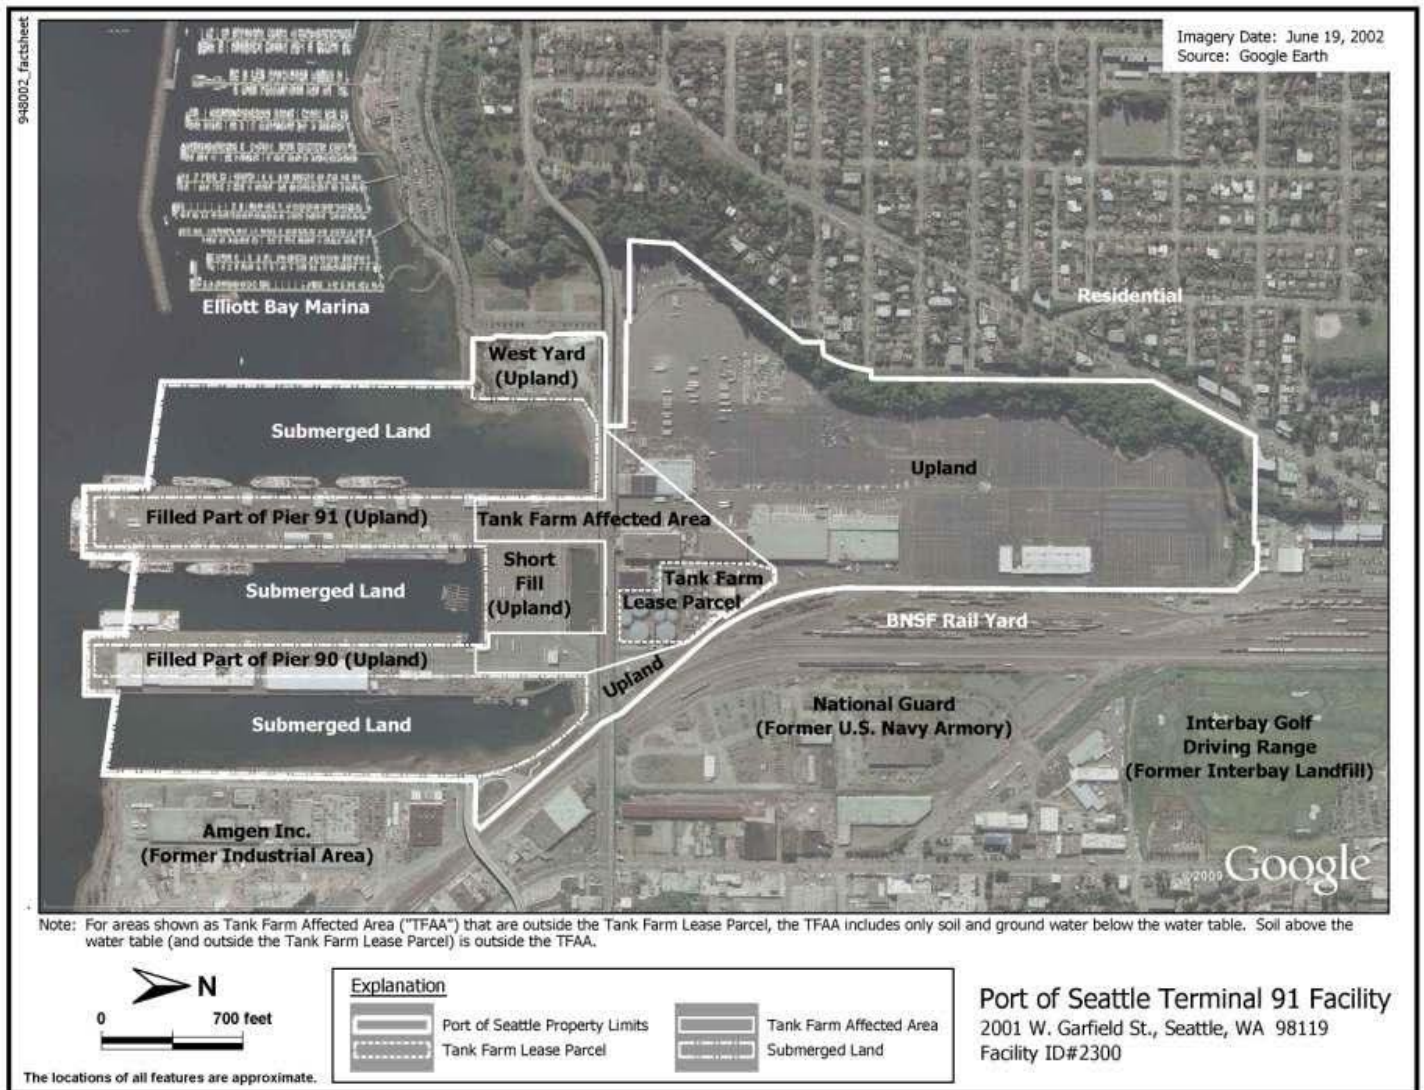 948002_factsheet
Imagery Date: June 19, 2002
Source: Google Earth
Elliott Bay Marina
Residential
West Yard
(Upland)
Submerged Land
Upland
Filled Part of Pier 91 (Upland)
Tank Farm Affected Area
Short
Fill
(Upland)
Tank Farm
Lease Parcel
Submerged Land
BNSF Rail Yard
Filled Part of Pier 90 (Upland)
Upland
Submerged Land
National Guard
(Former U.S. Navy Armory)
Interbay Golf
Driving Range
(Former Interbay Landfill)
Amgen Inc.
(Former Industrial Area)
©2009 Google
Note: For areas shown as Tank Farm Affected Area ("TFAA") that are outside the Tank Farm Lease Parcel, the TFAA includes only soil and ground water below the water table. Soil above the
water table (and outside the Tank Farm Lease Parcel) is outside the TFAA.
N
0 700 feet
The locations of all features are approximate.
Explanation
Port of Seattle Property Limits
Tank Farm Lease Parcel
Tank Farm Affected Area
Submerged Land
Port of Seattle Terminal 91 Facility
2001 W. Garfield St., Seattle, WA 98119
Facility ID#2300